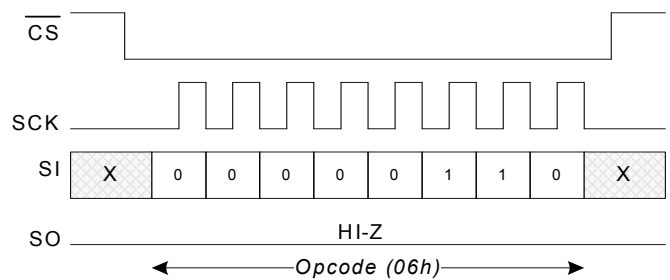 CS
SCK
SI X 0 0 0 0 0 1 1 0 X
SO HI-Z
Opcode (06h)